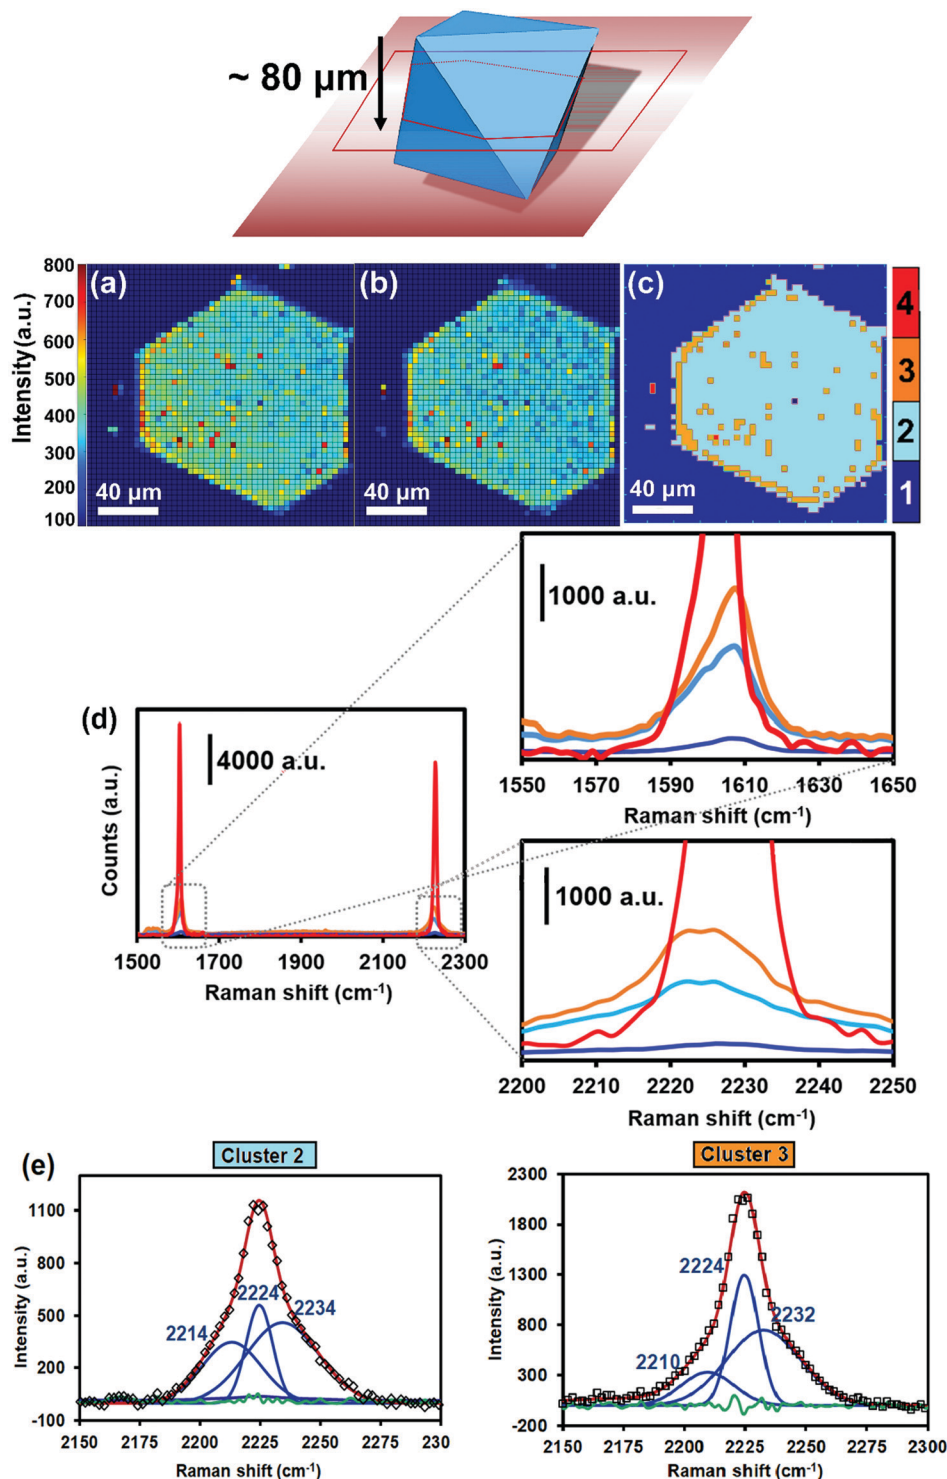 ~ 80 µm
800
700
600
500
400
300
200
100
Intensity (a.u.)
(a)
40 µm
(b)
40 µm
(c)
40 µm
4
3
2
1
1000 a.u.
1550 1570 1590 1610 1630 1650
Raman shift (cm-1)
(d)
4000 a.u.
Counts (a.u.)
1500 1700 1900 2100 2300
Raman shift (cm-1)
1000 a.u.
2200 2210 2220 2230 2240 2250
Raman shift (cm-1)
(e)
Cluster 2
1100
800
500
200
-100
Intensity (a.u.)
2214
2224
2234
2150 2175 2200 2225 2250 2275 230
Raman shift (cm-1)
Cluster 3
2300
1800
1300
800
300
-200
Intensity (a.u.)
2224
2232
2210
2150 2175 2200 2225 2250 2275 2300
Raman shift (cm-1)